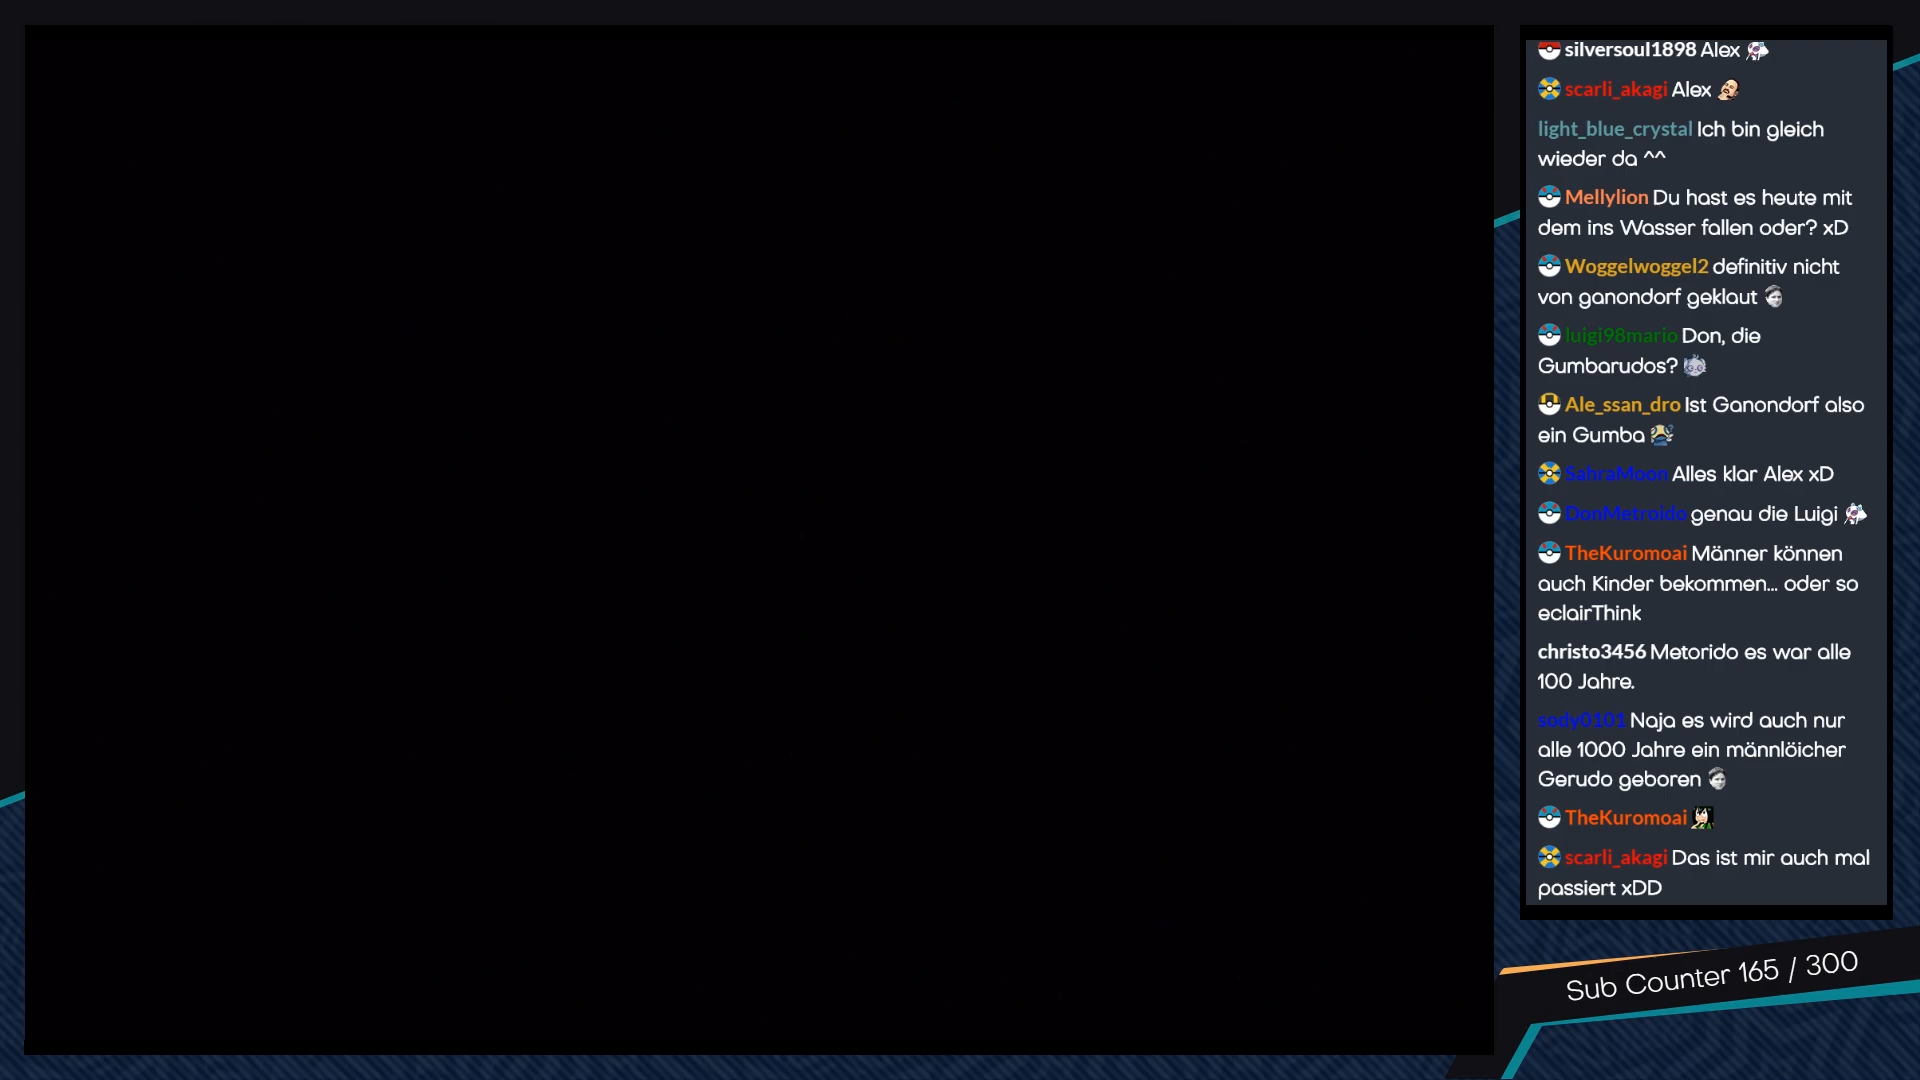 silversoul1898 Alex
scarli_akagi Alex
light_blue_crystal Ich bin gleich
wieder da ^^
Mellylion Du hast es heute mit
dem ins Wasser fallen oder? xD
Woggelwoggel2 definitiv nicht
von ganondorf geklaut
luigi98mario Don, die
Gumbarudos?
Ale_ssan_dro Ist Ganondorf also
ein Gumba
SahraMoon Alles klar Alex xD
DonMetroido genau die Luigi
TheKuromoai Männer können
auch Kinder bekommen... oder so
eclairThink
christo3456 Metorido es war alle
100 Jahre.
sody0101 Naja es wird auch nur
alle 1000 Jahre ein männlöicher
Gerudo geboren
TheKuromoai
scarli_akagi Das ist mir auch mal
passiert xDD
Sub Counter 165 / 300